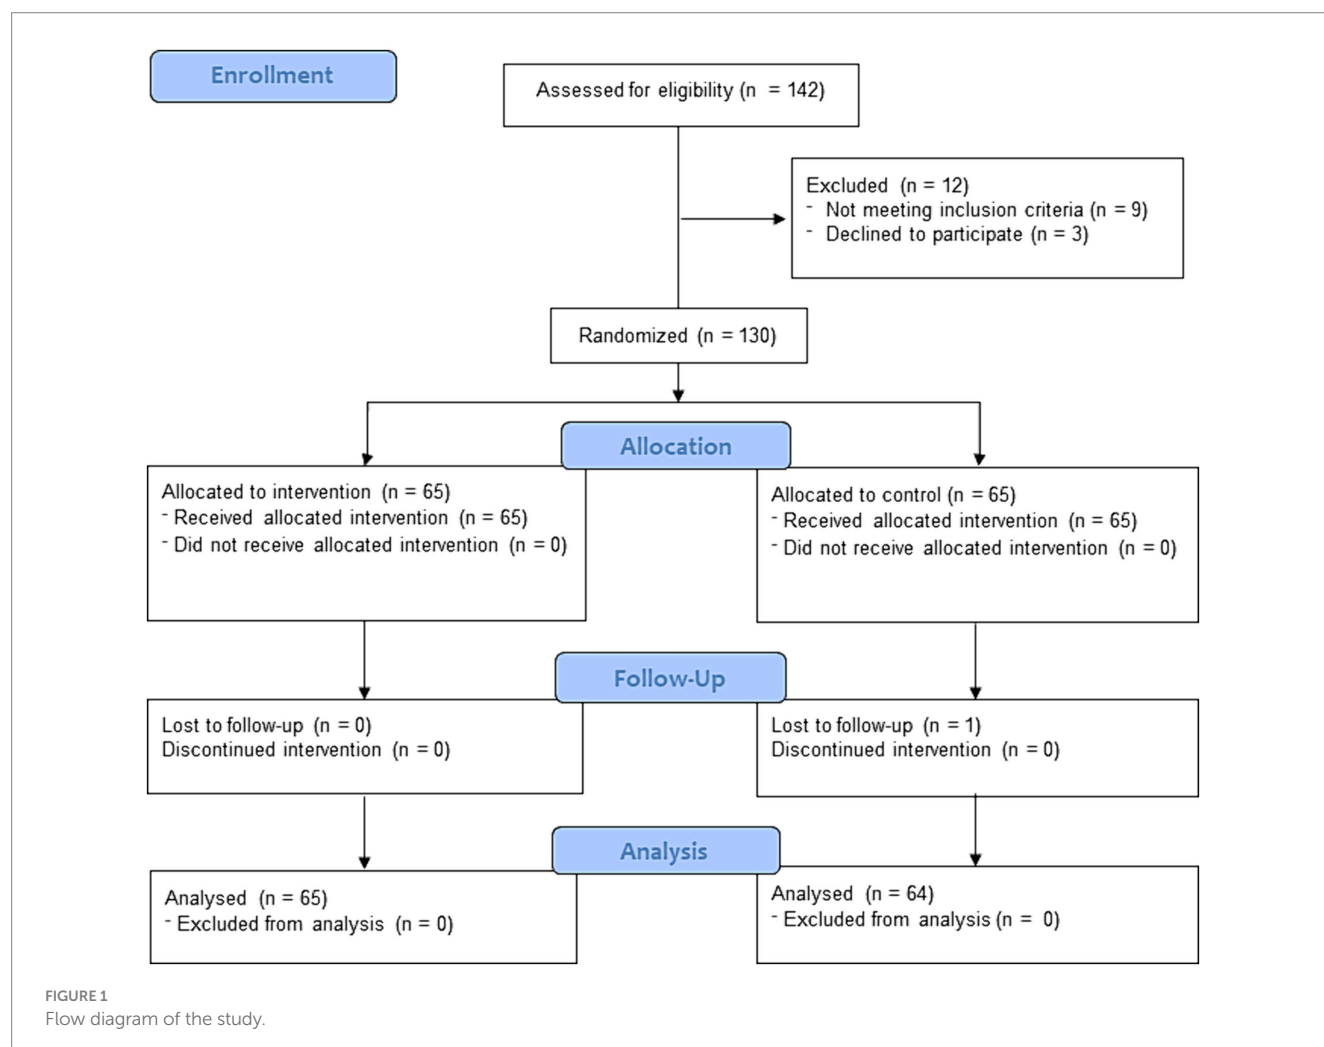 Enrollment
Assessed for eligibility (n = 142)
Excluded (n = 12)
- Not meeting inclusion criteria (n = 9)
- Declined to participate (n = 3)
Randomized (n = 130)
Allocation
Allocated to intervention (n = 65)
- Received allocated intervention (n = 65)
- Did not receive allocated intervention (n = 0)
Allocated to control (n = 65)
- Received allocated intervention (n = 65)
- Did not receive allocated intervention (n = 0)
Follow-Up
Lost to follow-up (n = 0)
Discontinued intervention (n = 0)
Lost to follow-up (n = 1)
Discontinued intervention (n = 0)
Analysis
Analysed (n = 65)
- Excluded from analysis (n = 0)
Analysed (n = 64)
- Excluded from analysis (n = 0)
FIGURE 1
Flow diagram of the study.